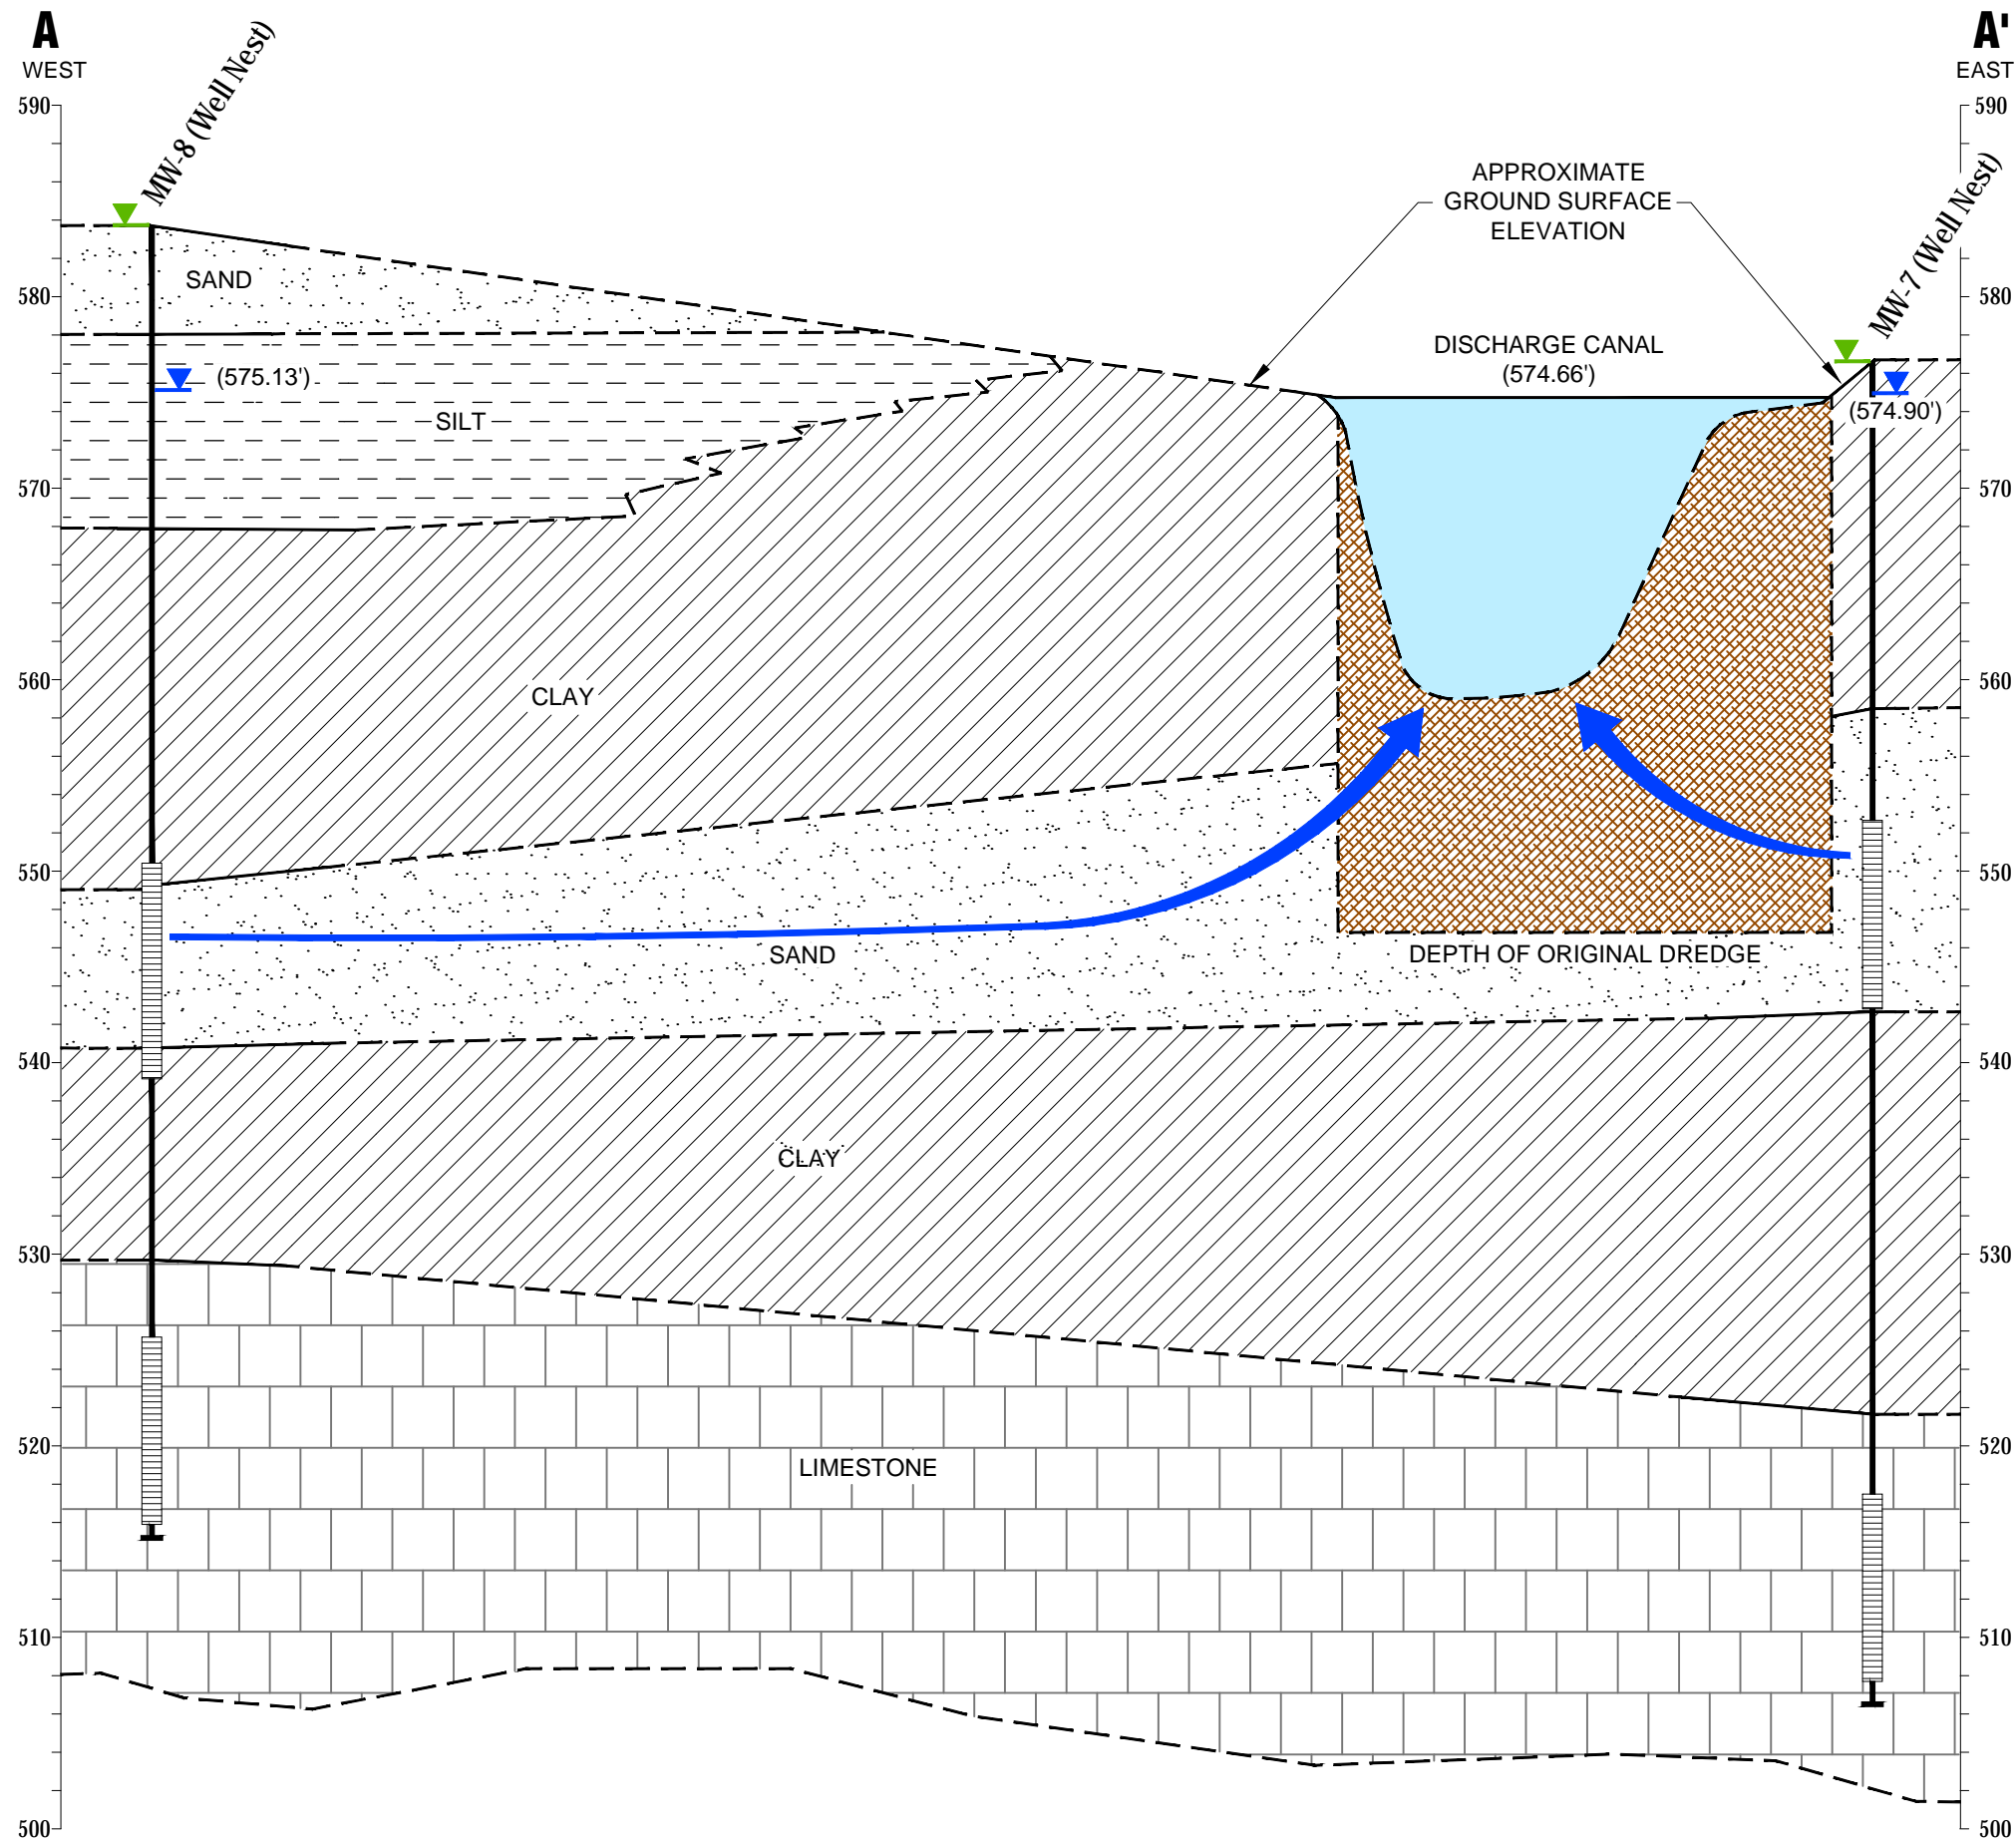 A
WEST
A'
EAST
MW-8 (Well Nest)
MW-7 (Well Nest)
590
590
APPROXIMATE
GROUND SURFACE
ELEVATION
580
580
SAND
DISCHARGE CANAL
(574.66')
(575.13')
(574.90')
SILT
570
570
560
560
CLAY
550
550
SAND
DEPTH OF ORIGINAL DREDGE
540
540
CLAY
530
530
520
520
LIMESTONE
510
510
500
500